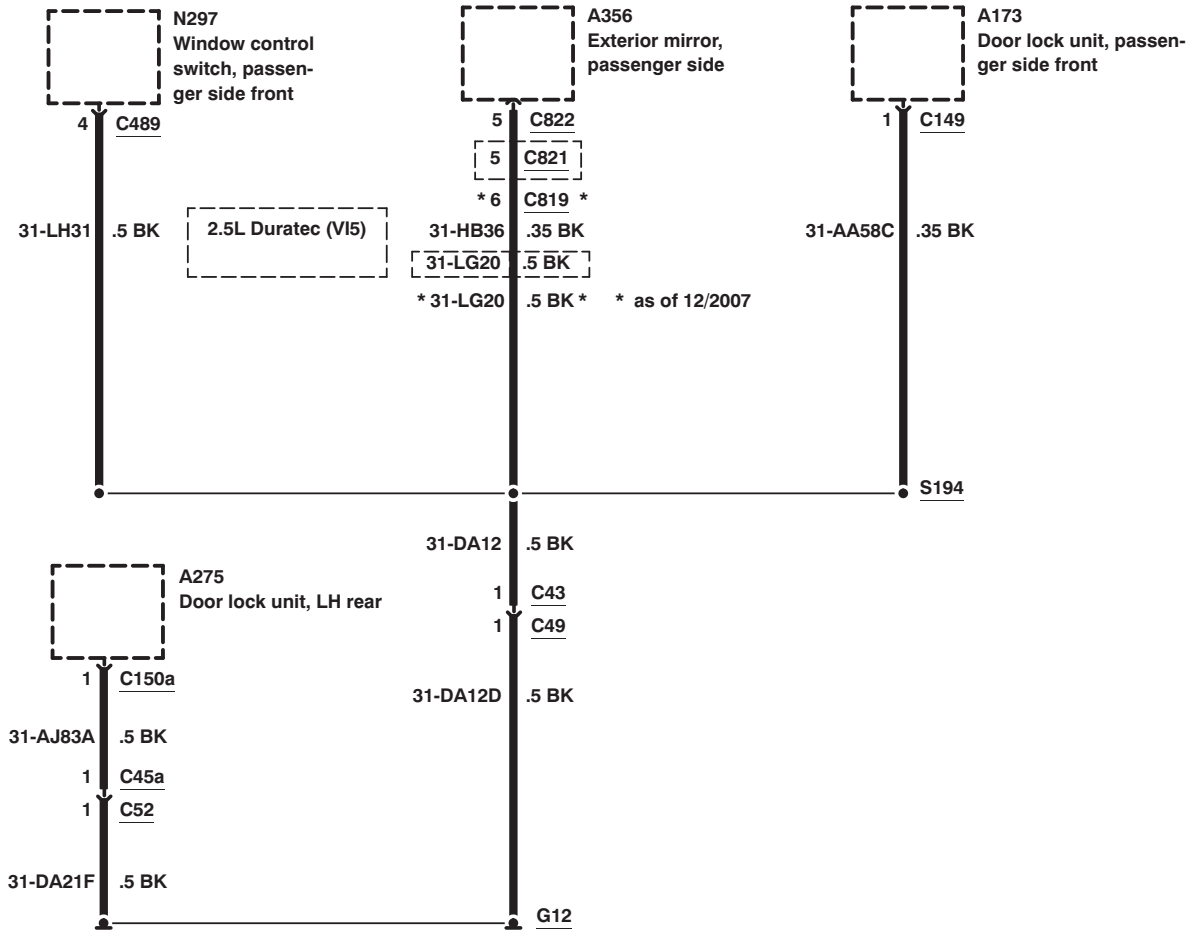 N297
Window control
switch, passen-
ger side front
A356
Exterior mirror,
passenger side
A173
Door lock unit, passen-
ger side front
4 C489
5 C822
1 C149
5 C821
* 6 C819 *
31-LH31 .5 BK
2.5L Duratec (VI5)
31-HB36 .35 BK
31-AA58C .35 BK
31-LG20 .5 BK
* 31-LG20 .5 BK * * as of 12/2007
S194
31-DA12 .5 BK
A275
Door lock unit, LH rear
1 C43
1 C49
1 C150a
31-DA12D .5 BK
31-AJ83A .5 BK
1 C45a
1 C52
31-DA21F .5 BK
G12